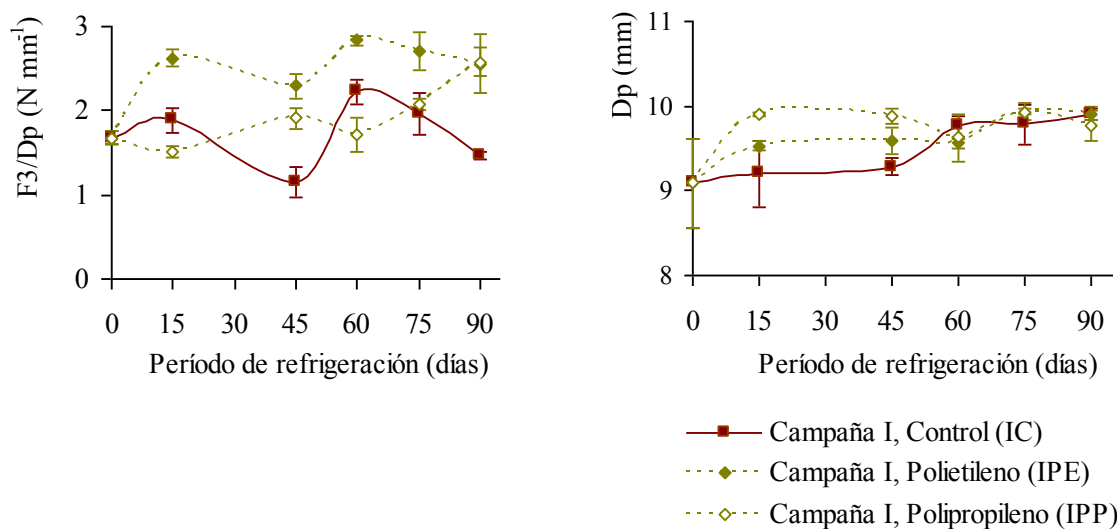 F3/Dp (N mm-1)
3
2
1
0
0 15 30 45 60 75 90
Período de refrigeración (días)
Dp (mm)
11
10
9
8
0 15 30 45 60 75 90
Período de refrigeración (días)
Campaña I, Control (IC)
Campaña I, Polietileno (IPE)
Campaña I, Polipropileno (IPP)